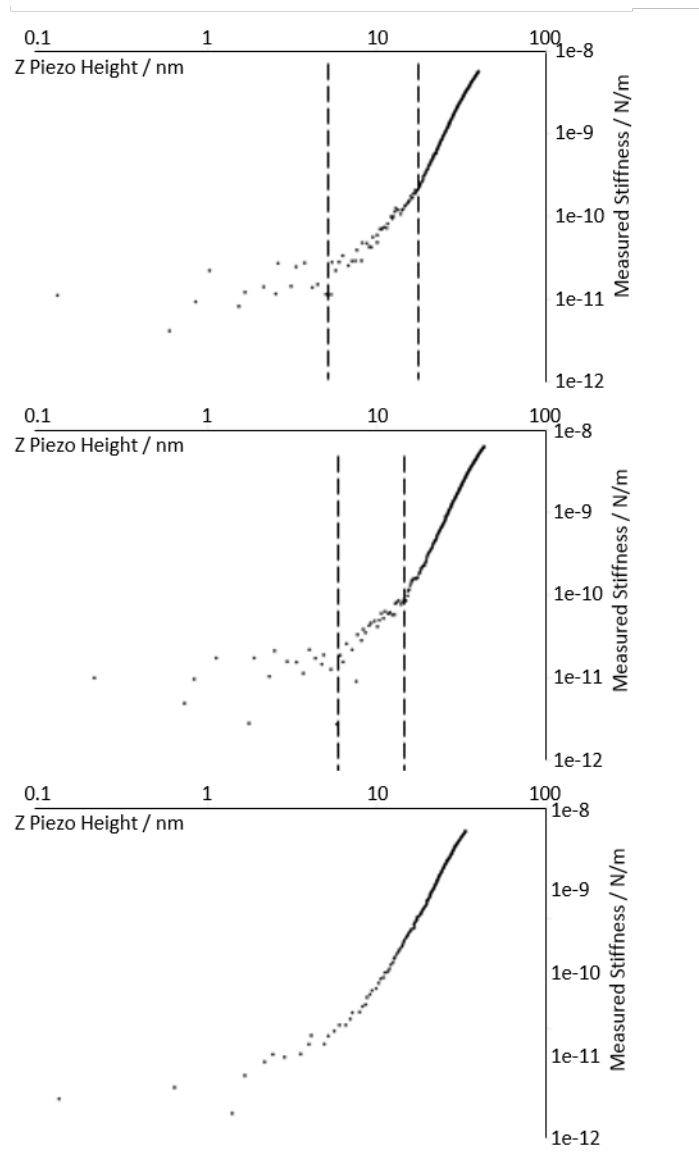 0.1 1 10 100
Z Piezo Height / nm
1e-8
1e-9
1e-10
1e-11
1e-12
Measured Stiffness / N/m
0.1 1 10 100
Z Piezo Height / nm
1e-8
1e-9
1e-10
1e-11
1e-12
Measured Stiffness / N/m
0.1 1 10 100
Z Piezo Height / nm
1e-8
1e-9
1e-10
1e-11
1e-12
Measured Stiffness / N/m